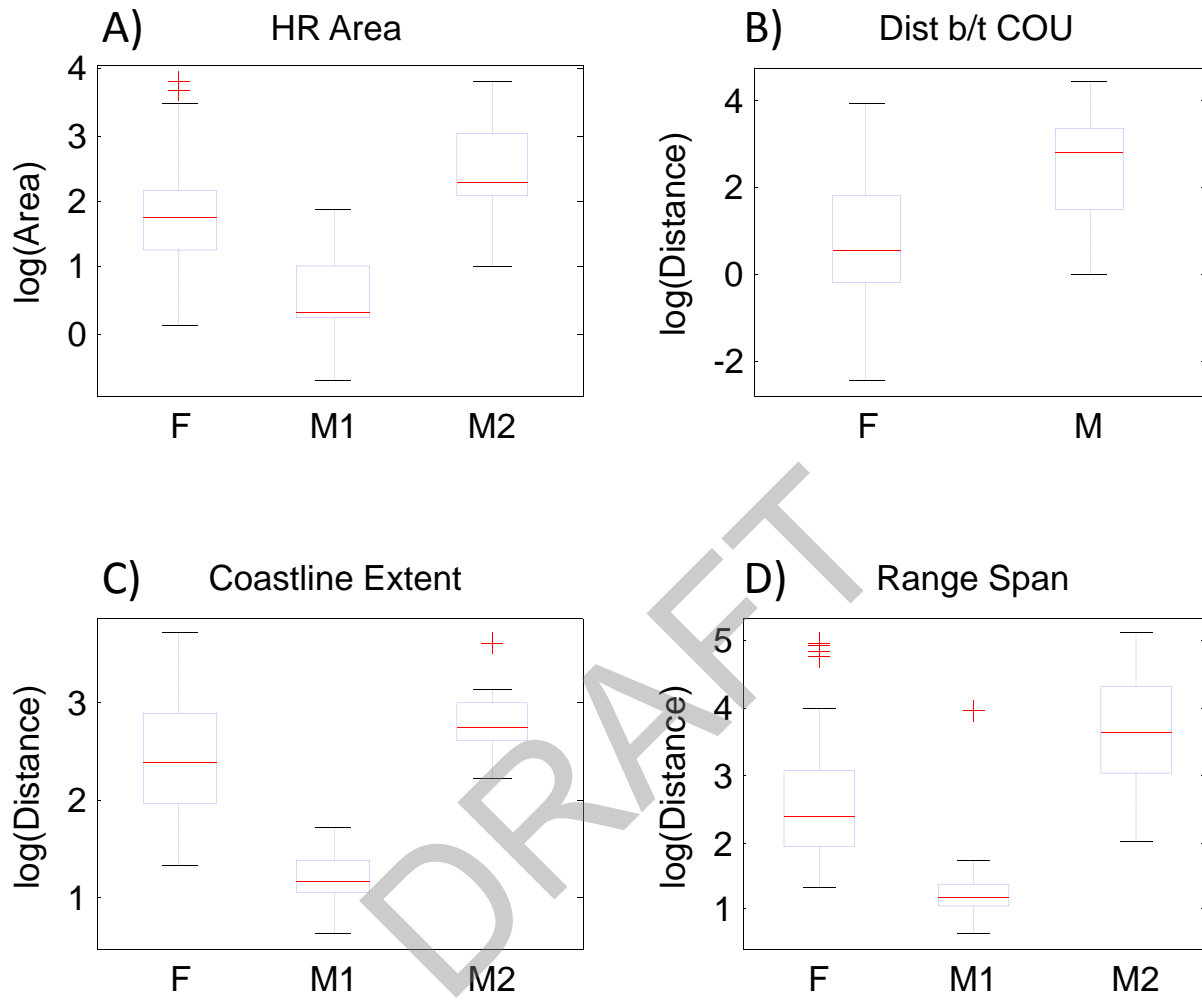 A) HR Area
4
3
2
1
0
log(Area)
F M1 M2
B) Dist b/t COU
4
2
0
-2
log(Distance)
F M
C) Coastline Extent
3
2
1
log(Distance)
F M1 M2
D) Range Span
5
4
3
2
1
log(Distance)
F M1 M2
DRAFT